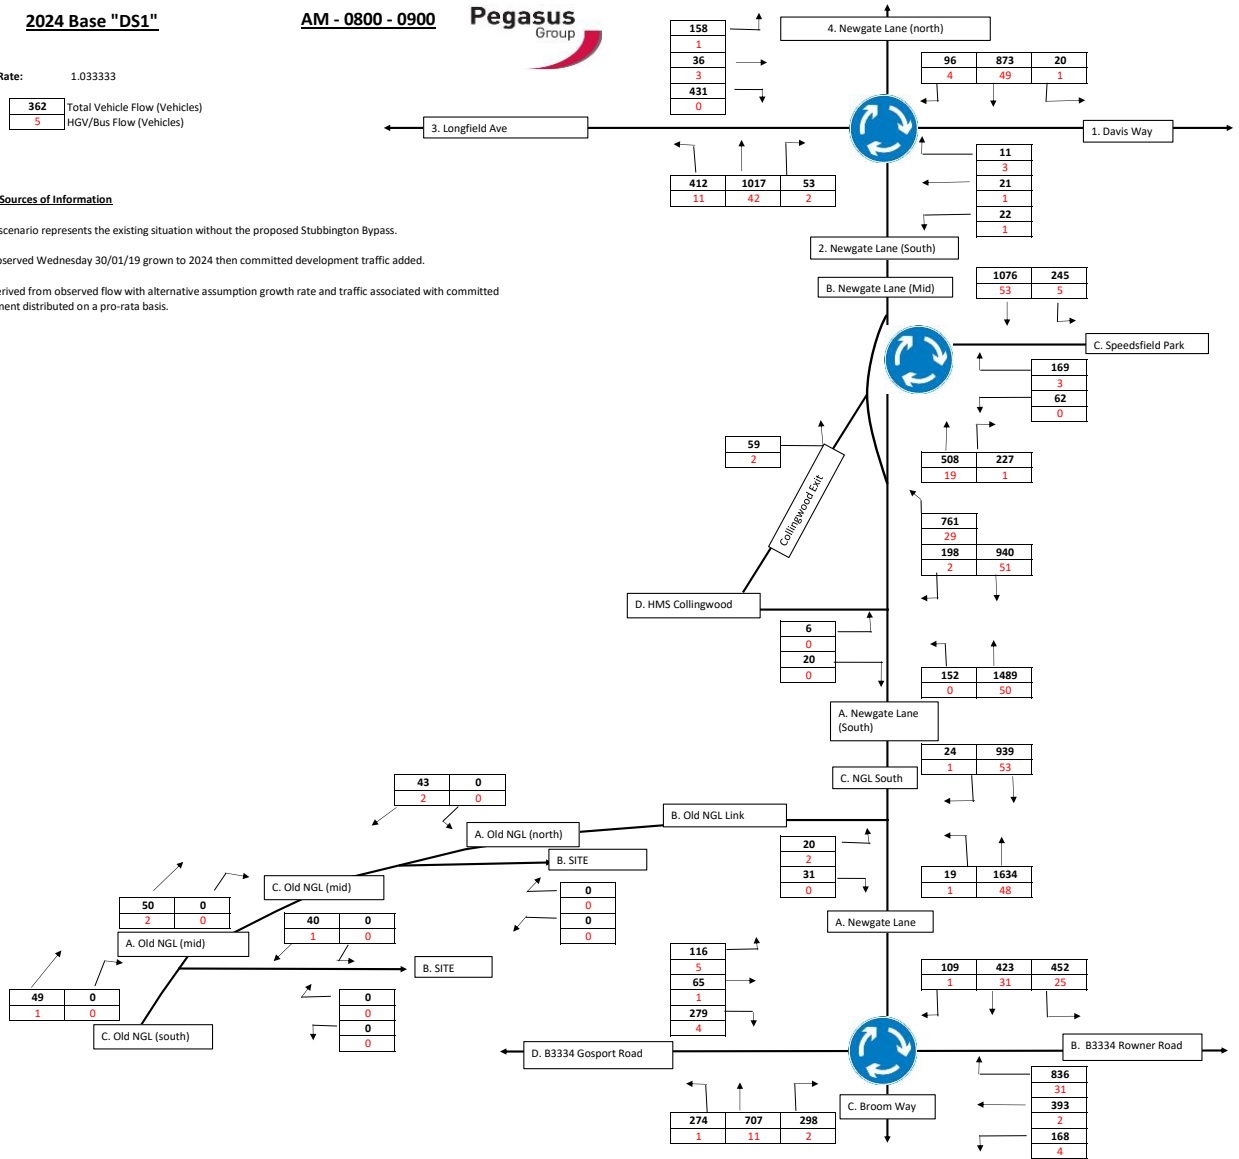 2024 Base "DS1"
AM - 0800 - 0900
Pegasus
Group
Rate: 1.033333
362 Total Vehicle Flow (Vehicles)
5 HGV/Bus Flow (Vehicles)
Sources of Information
scenario represents the existing situation without the proposed Stubbington Bypass.
bserved Wednesday 30/01/19 grown to 2024 then committed development traffic added.
erived from observed flow with alternative assumption growth rate and traffic associated with committed
ment distributed on a pro-rata basis.
158
1
36
3
431
0
4. Newgate Lane (north)
96 873 20
4 49 1
3. Longfield Ave
1. Davis Way
412 1017 53
11 42 2
11
3
21
1
22
1
2. Newgate Lane (South)
B. Newgate Lane (Mid)
1076 245
53 5
C. Speedsfield Park
169
3
62
0
59
2
508 227
19 1
Collingwood Exit
761
29
198 940
2 51
D. HMS Collingwood
6
0
20
0
152 1489
0 50
A. Newgate Lane
(South)
24 939
1 53
C. NGL South
43 0
2 0
B. Old NGL Link
A. Old NGL (north)
20
2
31
0
B. SITE
19 1634
1 48
C. Old NGL (mid)
0
0
0
0
50 0
2 0
40 0
1 0
A. Newgate Lane
A. Old NGL (mid)
B. SITE
116
5
65
1
279
4
109 423 452
1 31 25
49 0
1 0
0
0
0
0
C. Old NGL (south)
D. B3334 Gosport Road
B. B3334 Rowner Road
836
31
393
2
168
4
C. Broom Way
274 707 298
1 11 2